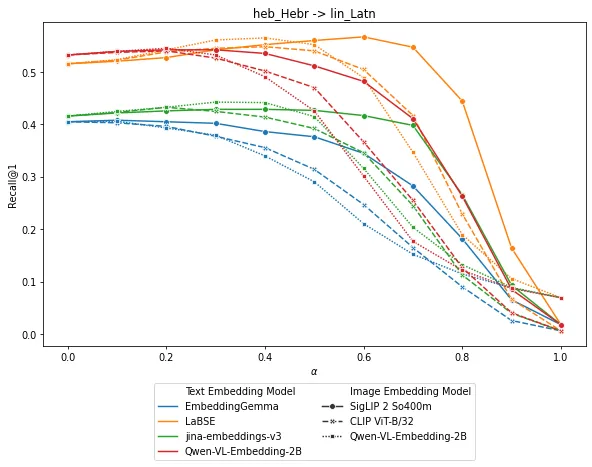 heb_Hebr -> lin_Latn
Recall@1
0.5
0.4
0.3
0.2
0.1
0.0
0.0 0.2 0.4 0.6 0.8 1.0
α
Text Embedding Model Image Embedding Model
EmbeddingGemma SigLIP 2 So400m
LaBSE CLIP ViT-B/32
jina-embeddings-v3 Qwen-VL-Embedding-2B
Qwen-VL-Embedding-2B